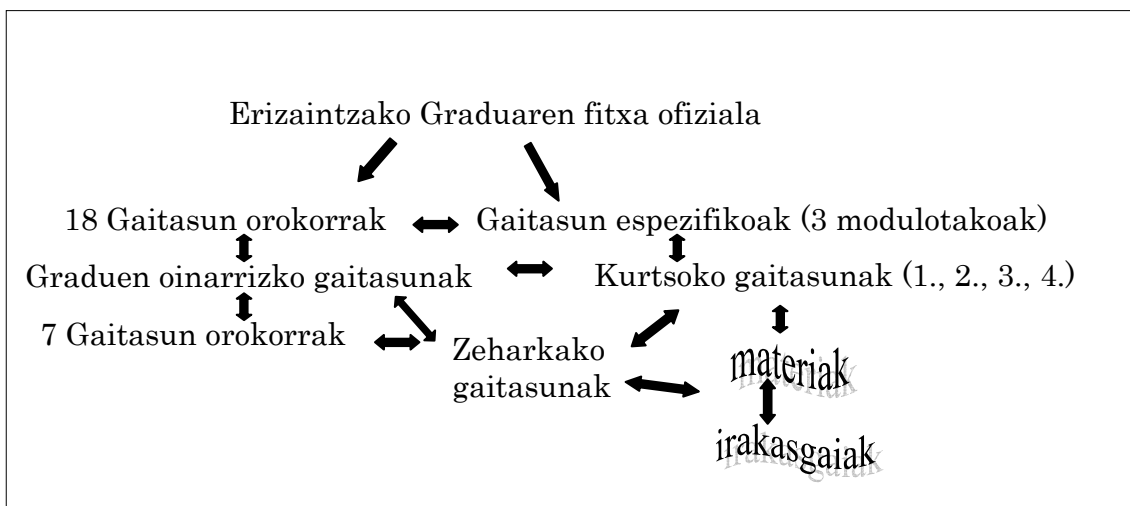 Erizaintzako Graduaren fitxa ofiziala
18 Gaitasun orokorrak
Gaitasun espezifikoak (3 modulotakoak)
Graduen oinarrizko gaitasunak
Kurtsoko gaitasunak (1., 2., 3., 4.)
7 Gaitasun orokorrak
Zeharkako
gaitasunak
materiak
irakasgaiak